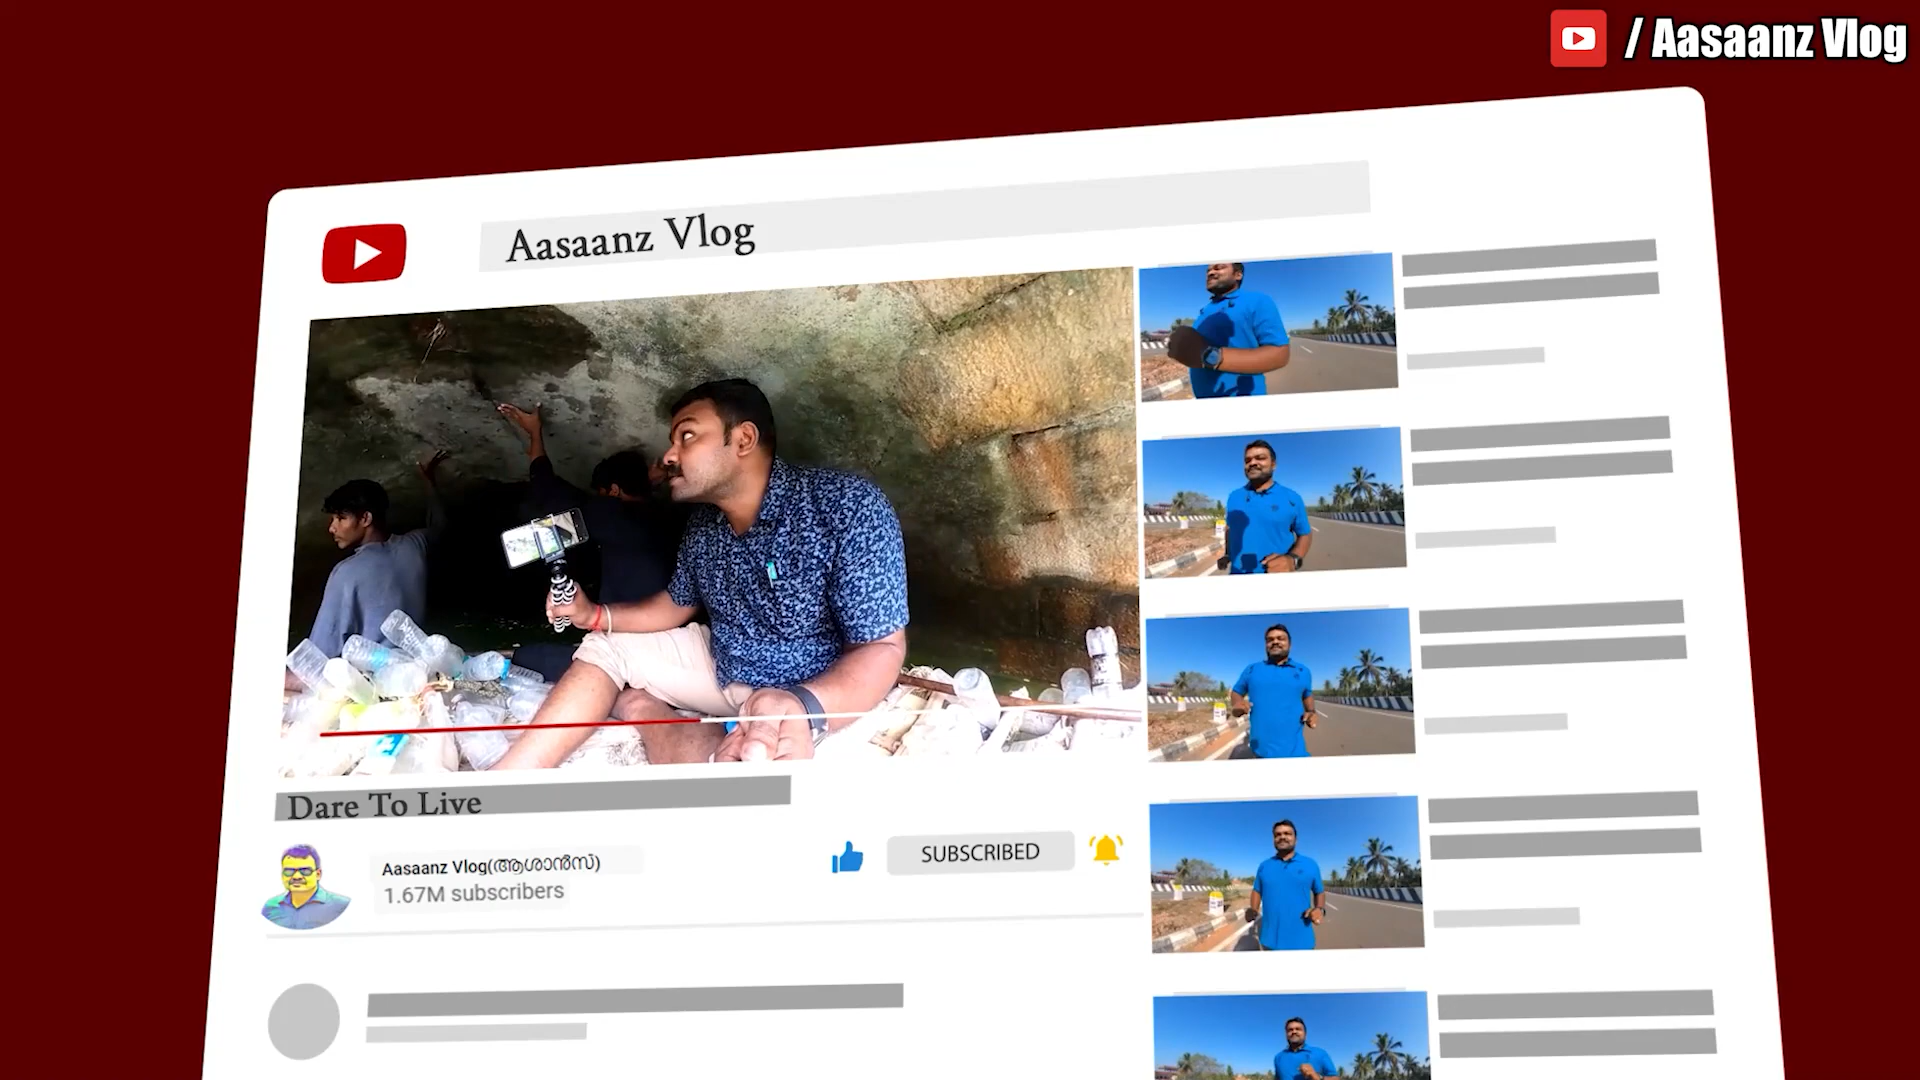 / Aasaanz Vlog
Aasaanz Vlog
Dare To Live
Aasaanz Vlog(ആശാൻസ്)
1.67M subscribers
SUBSCRIBED